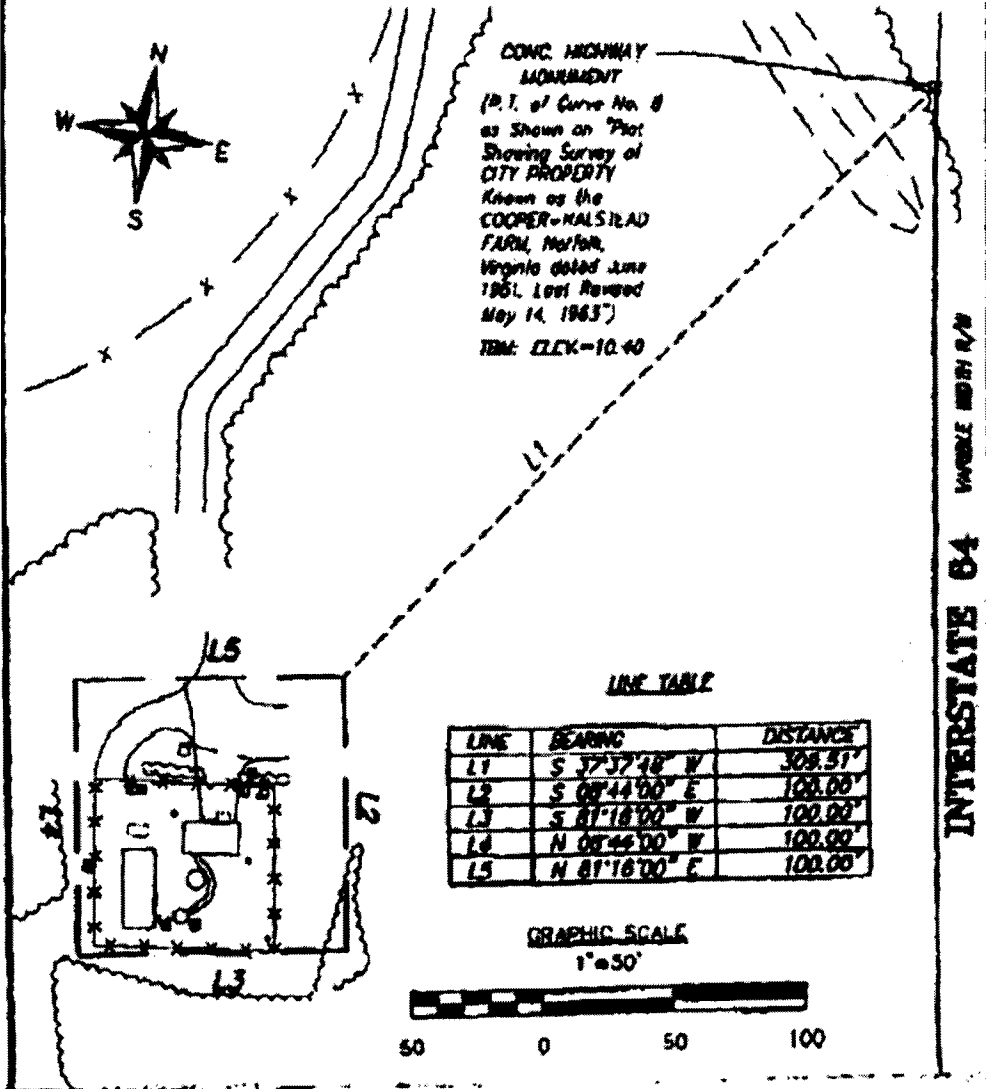 N
W
E
S
CONC. HIGHWAY
MONUMENT
(P.T. of Curve No. 8
as Shown on "Plat
Showing Survey of
CITY PROPERTY
Known as the
COOPER-HALSTEAD
FARM, Norfolk,
Virginia dated June
1961, Last Revised
May 14, 1963")
TBM: ELEV.=10.40
L1
VARIABLE WIDTH R/W
INTERSTATE 64
L5
L4
L2
L3
LINE TABLE
LINE BEARING DISTANCE
L1 S 37°37'48" W
L2 S 08°44'00" E 100.00'
L3 S 81°16'00" W 100.00'
L4 N 08°44'00" W 100.00'
L5 N 81°16'00" E 100.00'
GRAPHIC SCALE
1"=50'
50 0 50 100